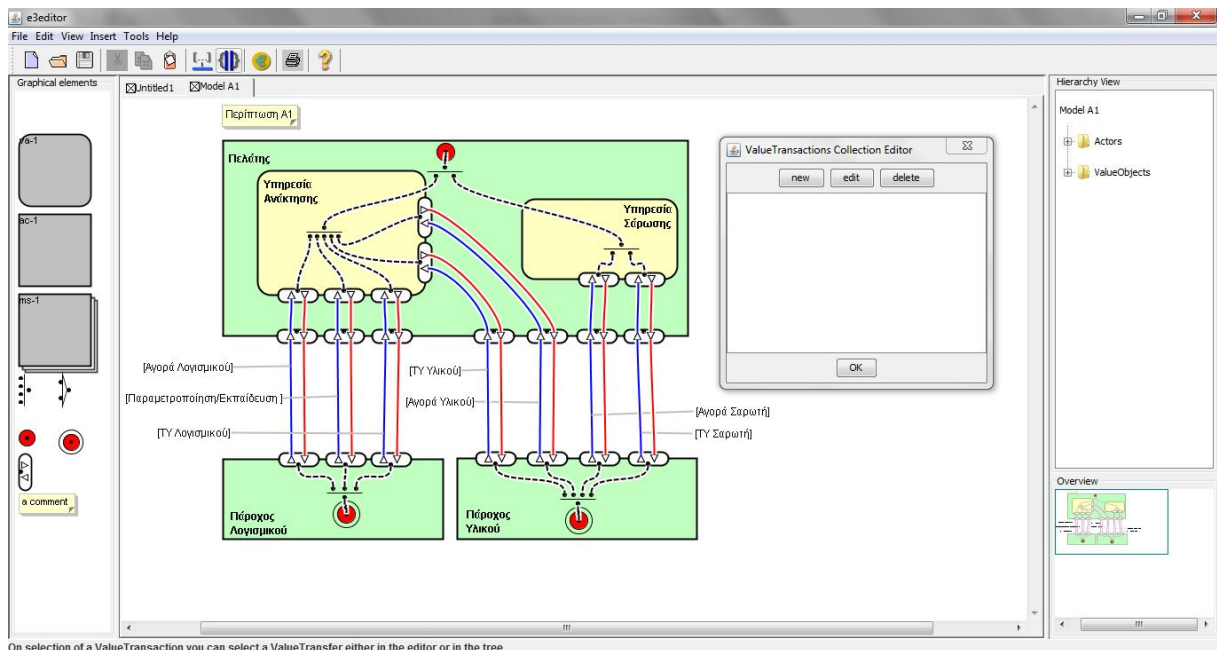 e3editor
File Edit View Insert Tools Help
Graphical elements
Untitled1
Model A1
Hierarchy View
Model A1
Actors
ValueObjects
va-1
ac-1
ms-1
a comment
Περίπτωση Α1
Πελάτης
Υπηρεσία
Ανάκτησης
Υπηρεσία
Σάρωσης
ValueTransactions Collection Editor
new edit delete
OK
[Αγορά Λογισμικού]
[ΤΥ Υλικού]
[Παραμετροποίηση/Εκπαίδευση ]
[Αγορά Υλικού]
[Αγορά Σαρωτή]
[ΤΥ Λογισμικού]
[ΤΥ Σαρωτή]
Πάροχος
Λογισμικού
Πάροχος
Υλικού
Overview
On selection of a ValueTransaction you can select a ValueTransfer either in the editor or in the tree